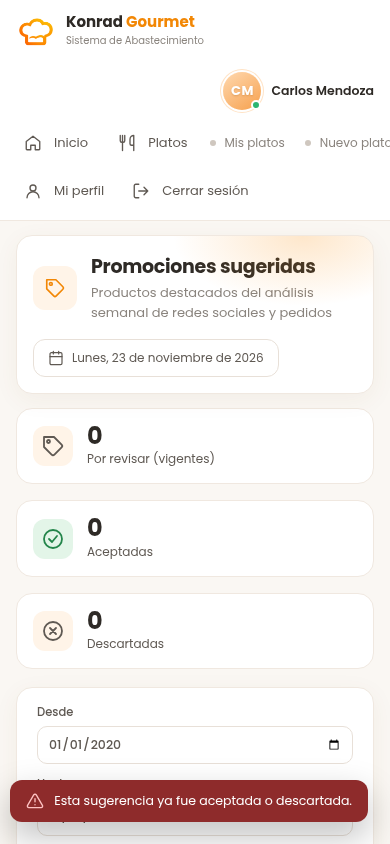 Konrad Gourmet
Sistema de Abastecimiento
CM
Carlos Mendoza
Inicio
Platos
Mis platos
Nuevo plato
Mi perfil
Cerrar sesión
Promociones sugeridas
Productos destacados del análisis
semanal de redes sociales y pedidos
Lunes, 23 de noviembre de 2026
0
Por revisar (vigentes)
0
Aceptadas
0
Descartadas
Desde
01/01/2020
Esta sugerencia ya fue aceptada o descartada.